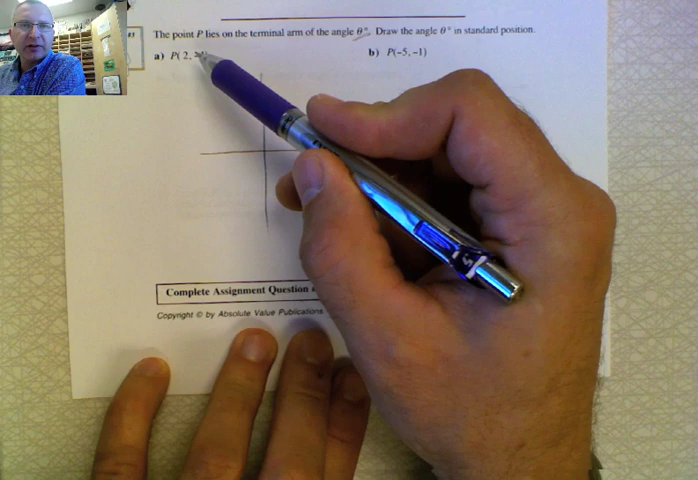 The point P lies on the terminal arm of the angle θ°. Draw the angle θ° in standard position.
a) P( 2,
b) P(–5, –1)
Complete Assignment Question
Copyright © by Absolute Value Publications